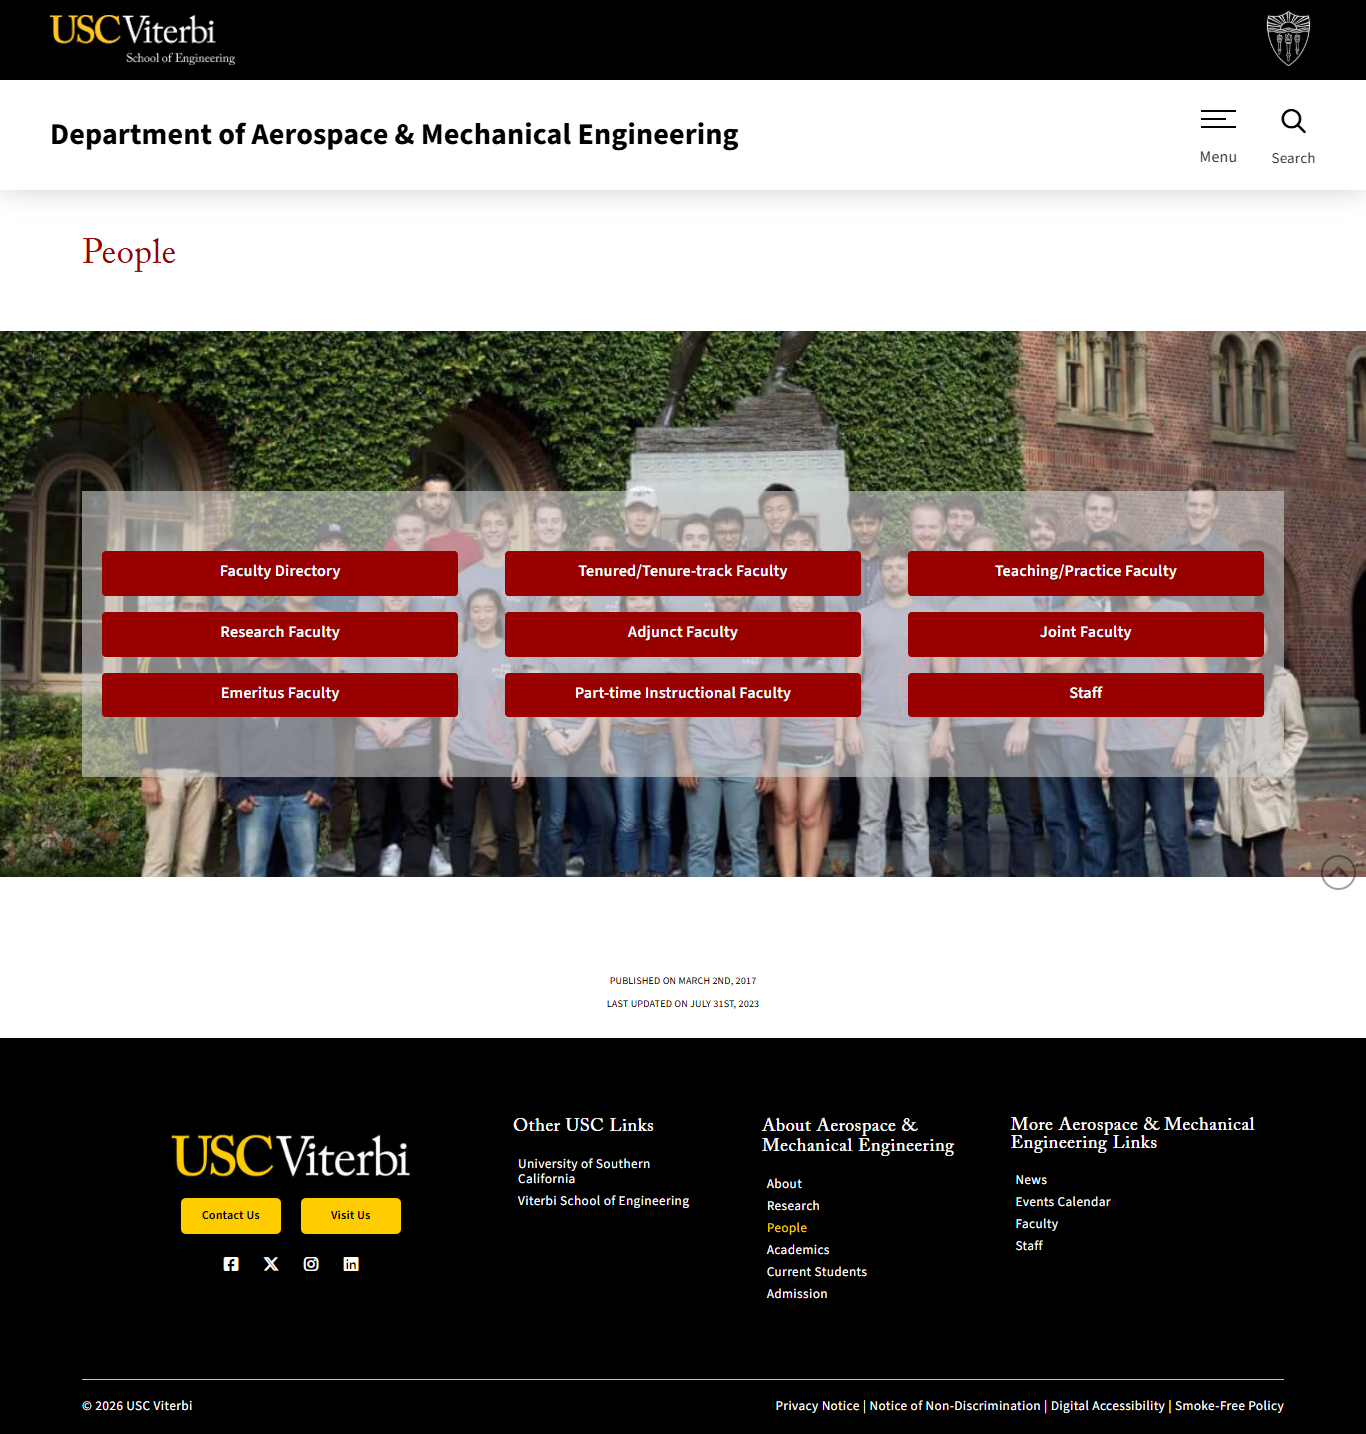 USC Viterbi
School of Engineering
Department of Aerospace & Mechanical Engineering
Menu
Search
People
Faculty Directory
Tenured/Tenure-track Faculty
Teaching/Practice Faculty
Research Faculty
Adjunct Faculty
Joint Faculty
Emeritus Faculty
Part-time Instructional Faculty
Staff
PUBLISHED ON MARCH 2ND, 2017
LAST UPDATED ON JULY 31ST, 2023
USC Viterbi
Contact Us
Visit Us
Other USC Links
University of Southern
California
Viterbi School of Engineering
About Aerospace &
Mechanical Engineering
About
Research
People
Academics
Current Students
Admission
More Aerospace & Mechanical
Engineering Links
News
Events Calendar
Faculty
Staff
© 2026 USC Viterbi
Privacy Notice | Notice of Non-Discrimination | Digital Accessibility | Smoke-Free Policy